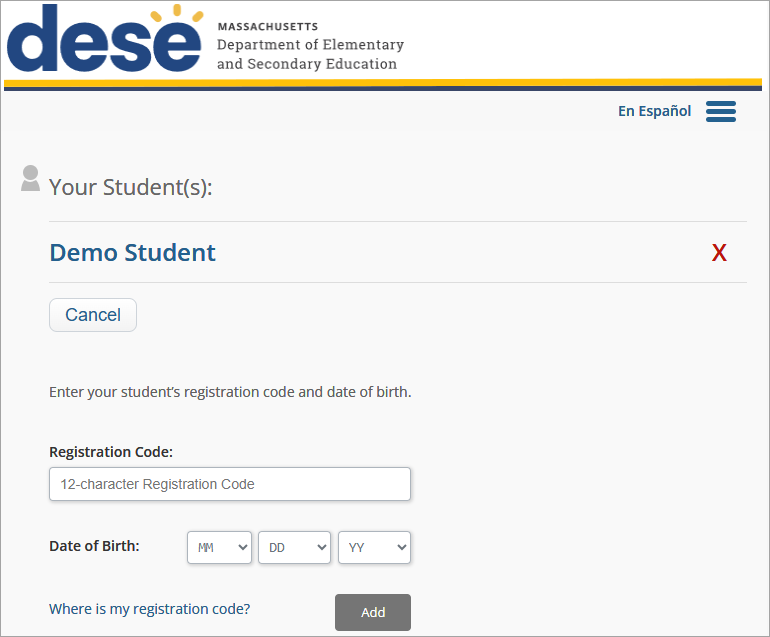 dese
MASSACHUSETTS
Department of Elementary
and Secondary Education
En Español
Your Student(s):
Demo Student
X
Cancel
Enter your student’s registration code and date of birth.
Registration Code:
12-character Registration Code
Date of Birth: MM DD YY
Where is my registration code? Add